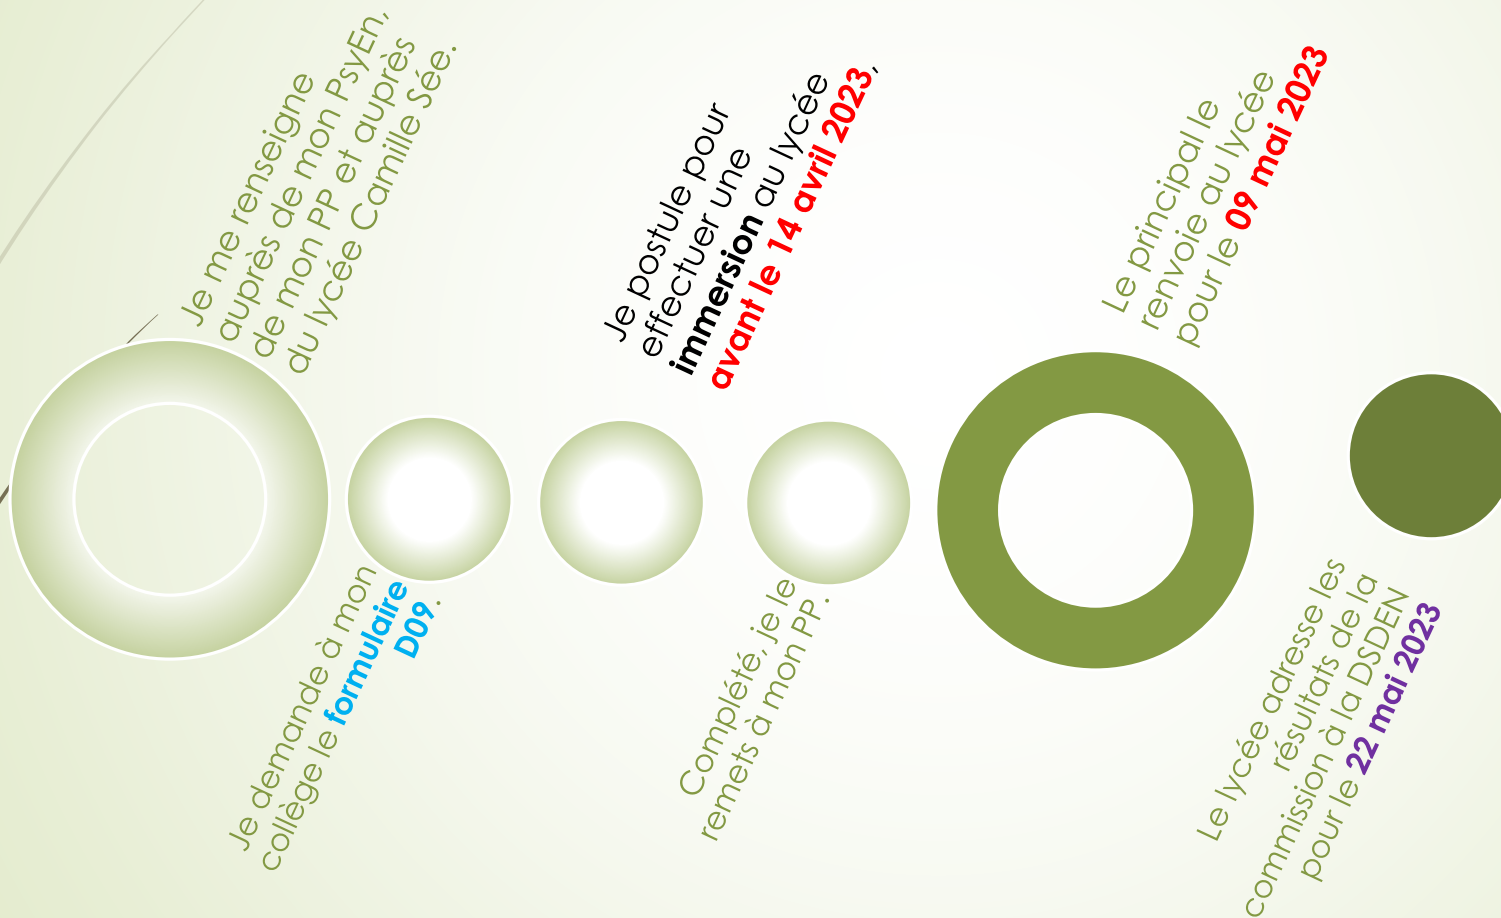 Je me renseigne
auprès de mon PsyEn,
de mon PP et auprès
du lycée Camille Sée.
Je demande à mon
collège le formulaire
D09.
Je postule pour
effectuer une
immersion au lycée
avant le 14 avril 2023,
Complété, je le
remets à mon PP.
Le principal le
renvoie au lycée
pour le 09 mai 2023
Le lycée adresse les
résultats de la
commission à la DSDEN
pour le 22 mai 2023